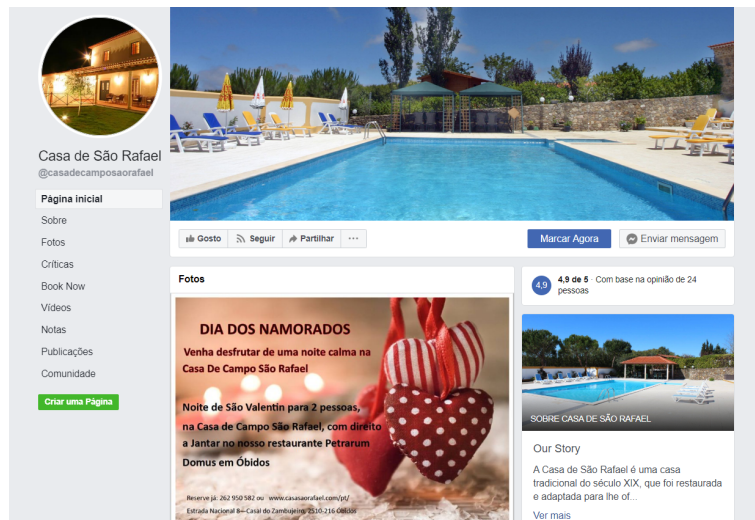 Casa de São Rafael
@casadecamposaorafael
Página inicial
Sobre
Fotos
Críticas
Book Now
Vídeos
Notas
Publicações
Comunidade
Criar uma Página
Gosto
Seguir
Partilhar
Marcar Agora
Enviar mensagem
Fotos
DIA DOS NAMORADOS
Venha desfrutar de uma noite calma na
Casa De Campo São Rafael
Noite de São Valentin para 2 pessoas,
na Casa de Campo São Rafael, com direito
a Jantar no nosso restaurante Petrarum
Domus em Óbidos
Reserve já: 262 950 582 ou www.casasaorafael.com/pt/
Estrada Nacional 8—Casal do Zambujeiro, 2510-216 Óbidos
4,9
4,9 de 5 · Com base na opinião de 24
pessoas
SOBRE CASA DE SÃO RAFAEL
Our Story
A Casa de São Rafael é uma casa
tradicional do século XIX, que foi restaurada
e adaptada para lhe of...
Ver mais